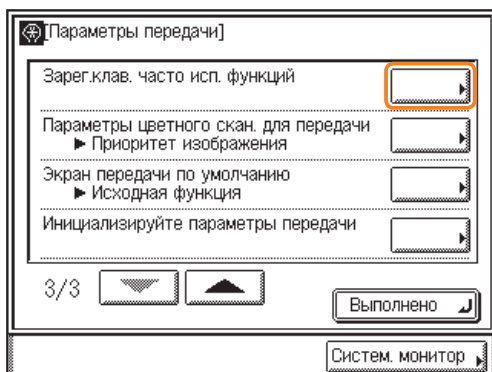 [Параметры передачи]
Зарег.клав. часто исп. функций
Параметры цветного скан. для передачи
▶ Приоритет изображения
Экран передачи по умолчанию
▶ Исходная функция
Инициализируйте параметры передачи
3/3
Выполнено
Систем. монитор